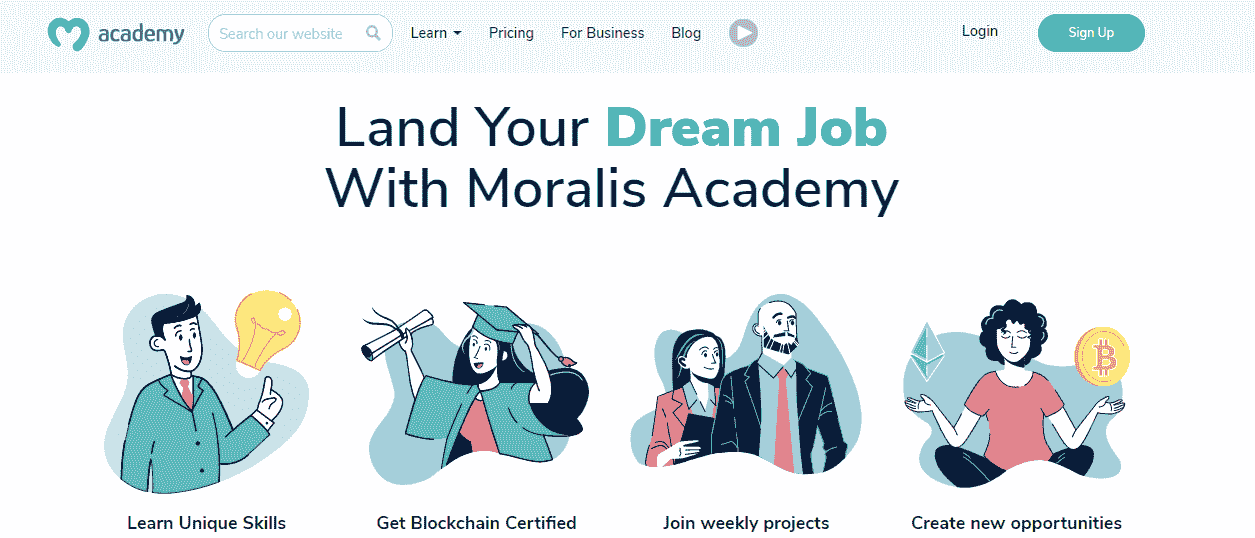 academy
Search our website
Learn
Pricing
For Business
Blog
Login
Sign Up
Land Your Dream Job
With Moralis Academy
Learn Unique Skills
Get Blockchain Certified
Join weekly projects
Create new opportunities